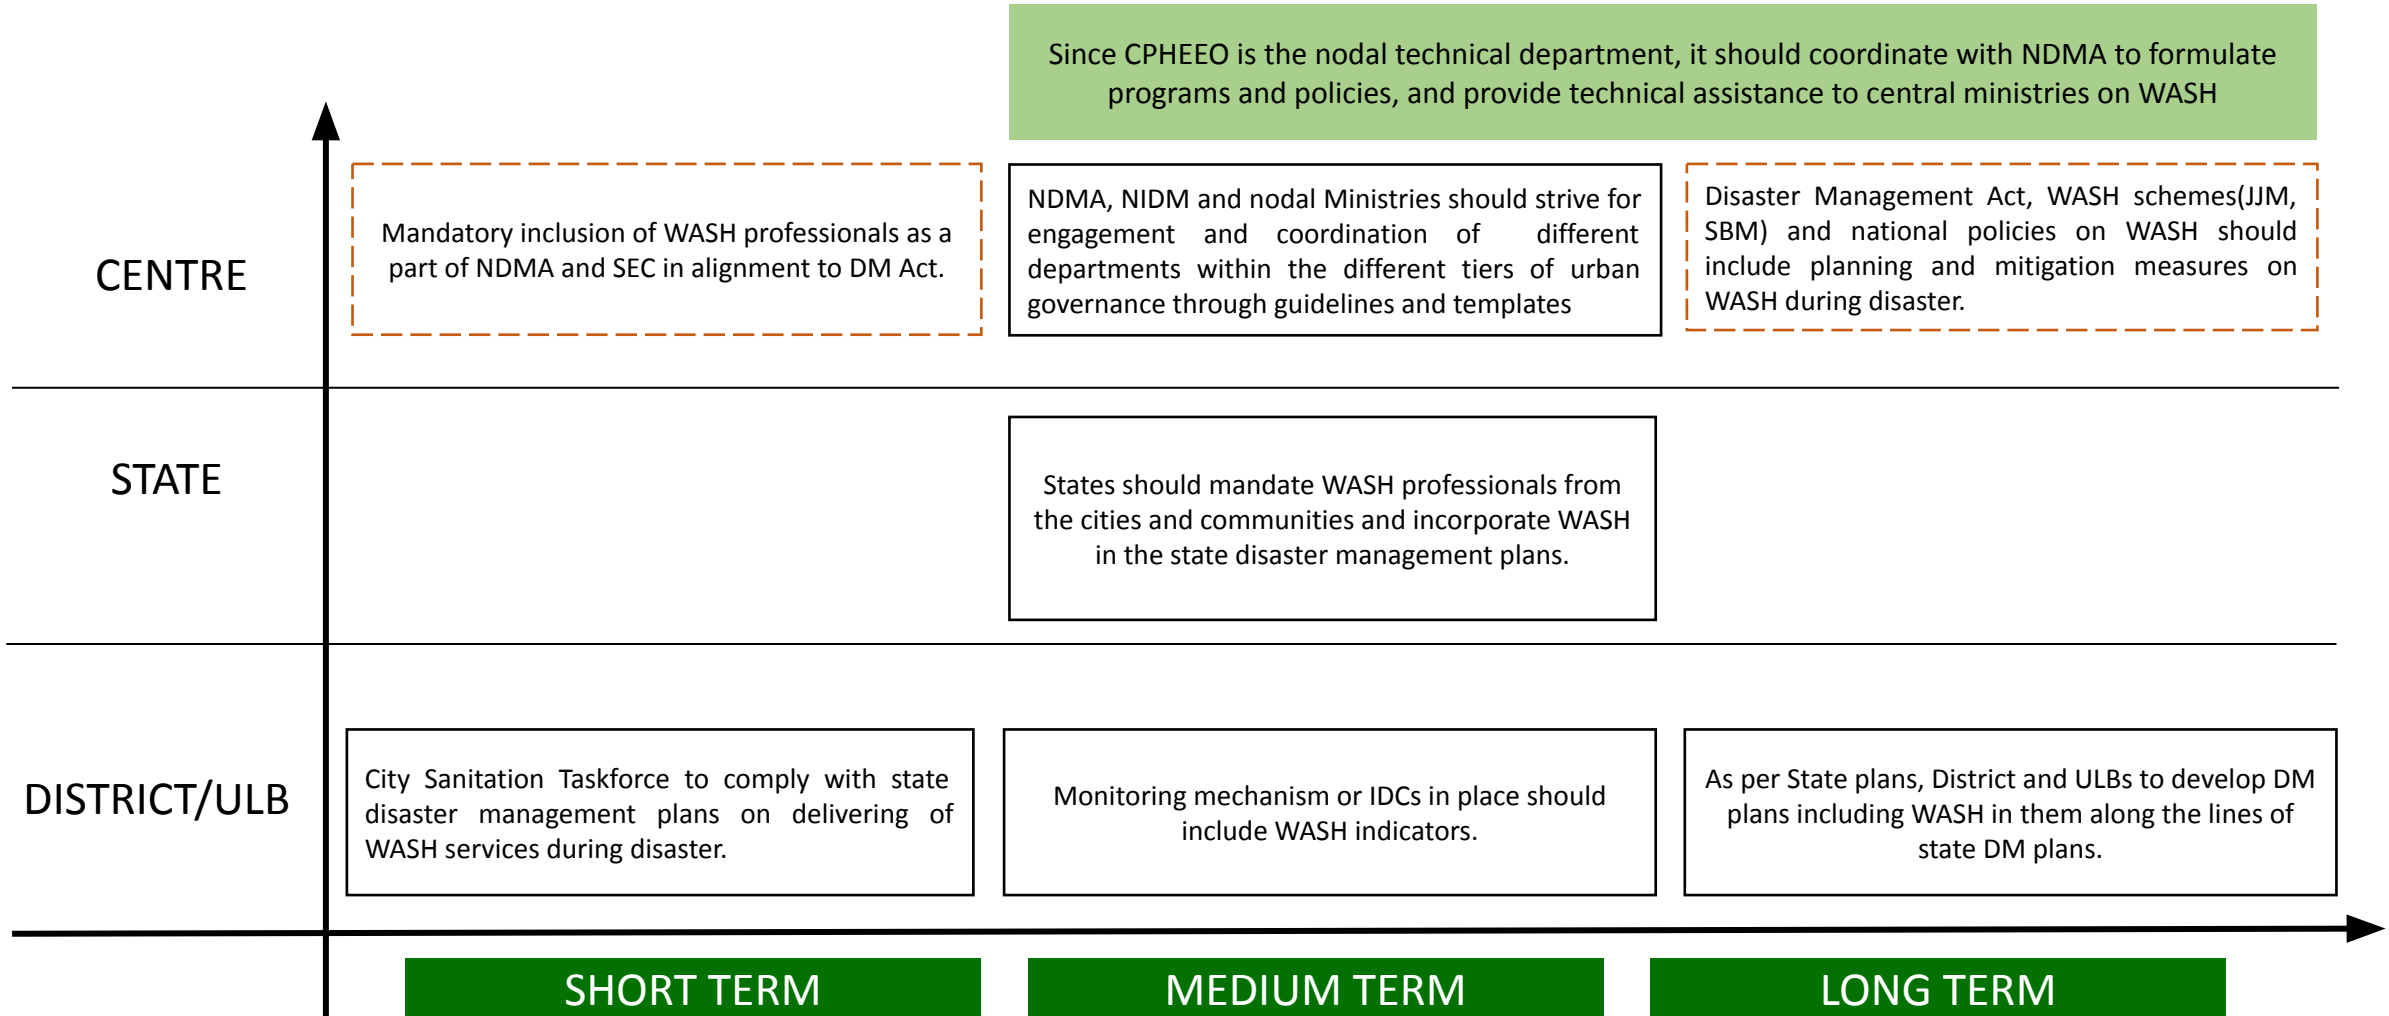 Since CPHEEO is the nodal technical department, it should coordinate with NDMA to formulate
programs and policies, and provide technical assistance to central ministries on WASH
CENTRE
Mandatory inclusion of WASH professionals as a
part of NDMA and SEC in alignment to DM Act.
NDMA, NIDM and nodal Ministries should strive for
engagement and coordination of different
departments within the different tiers of urban
governance through guidelines and templates
Disaster Management Act, WASH schemes(JJM,
SBM) and national policies on WASH should
include planning and mitigation measures on
WASH during disaster.
STATE
States should mandate WASH professionals from
the cities and communities and incorporate WASH
in the state disaster management plans.
DISTRICT/ULB
City Sanitation Taskforce to comply with state
disaster management plans on delivering of
WASH services during disaster.
Monitoring mechanism or IDCs in place should
include WASH indicators.
As per State plans, District and ULBs to develop DM
plans including WASH in them along the lines of
state DM plans.
SHORT TERM
MEDIUM TERM
LONG TERM